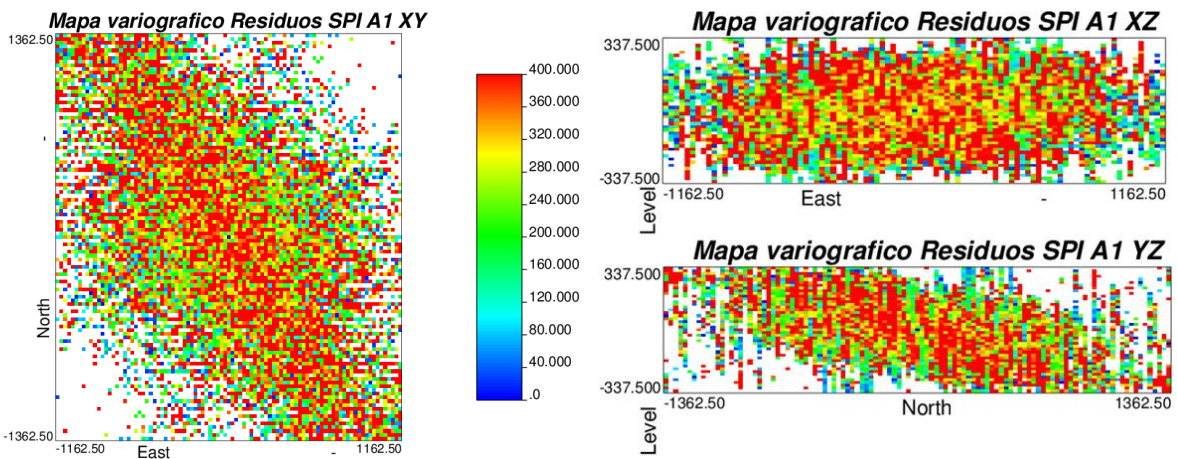 Mapa variografico Residuos SPI A1 XY
1362.50
-
North
-1362.50
-1162.50
East
-
1162.50
400.000
360.000
320.000
280.000
240.000
200.000
160.000
120.000
80.000
40.000
.0
Mapa variografico Residuos SPI A1 XZ
337.500
-337.500
Level
-1162.50
East
-
1162.50
Mapa variografico Residuos SPI A1 YZ
337.500
-337.500
Level
-1362.50
North
1362.50